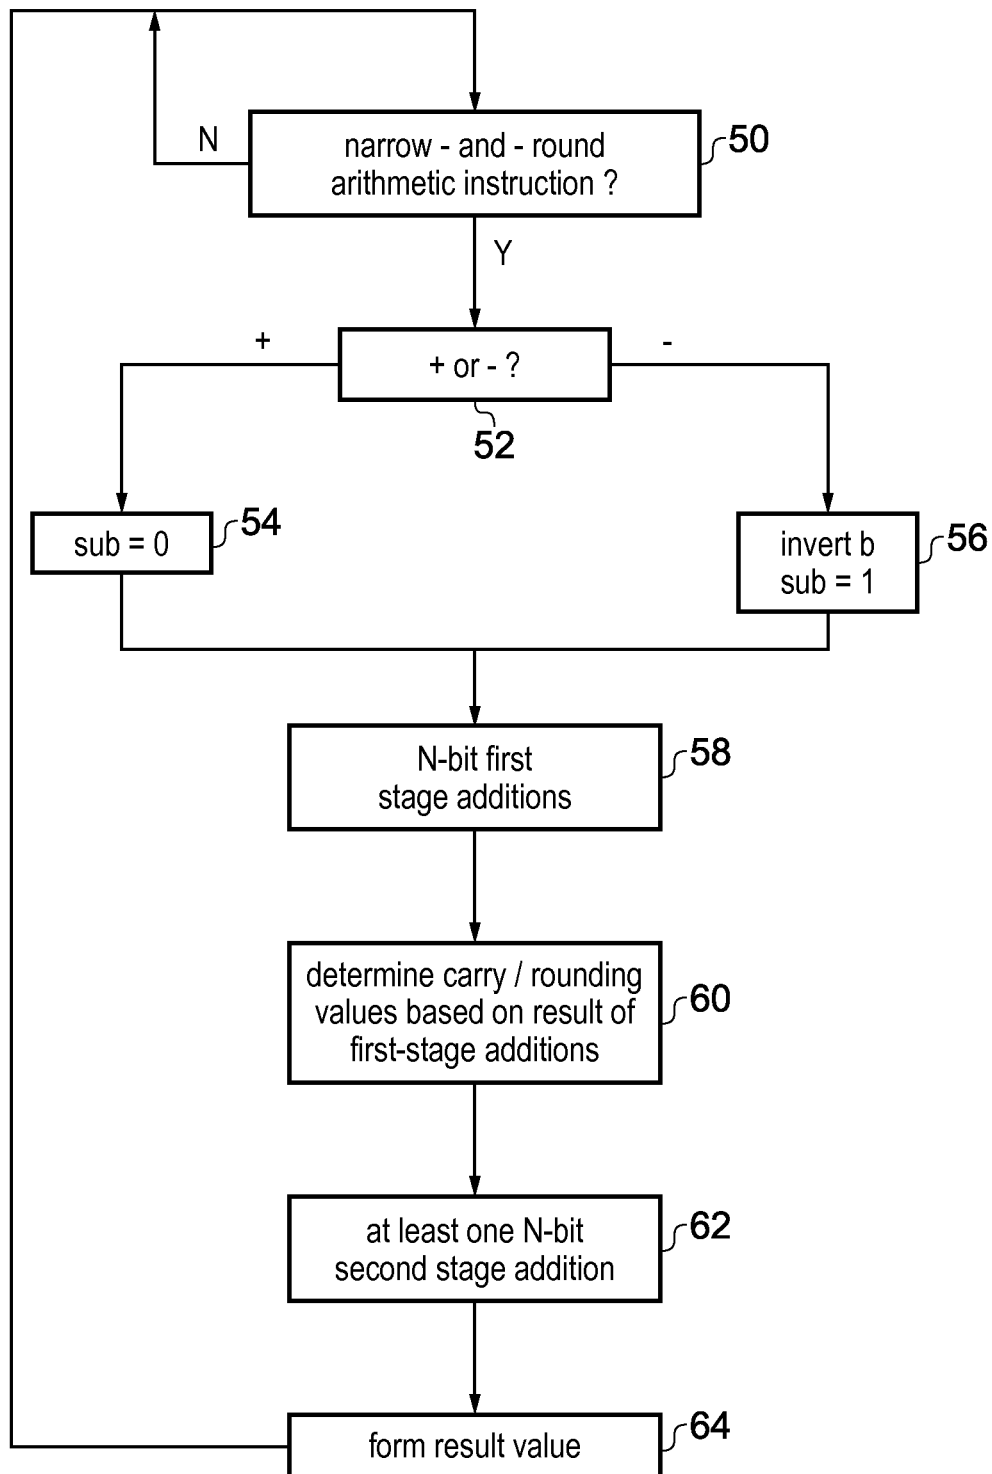 narrow - and - round
arithmetic instruction ?
50
N
Y
+
+ or - ?
-
52
sub = 0
54
invert b
sub = 1
56
N-bit first
stage additions
58
determine carry / rounding
values based on result of
first-stage additions
60
at least one N-bit
second stage addition
62
form result value
64